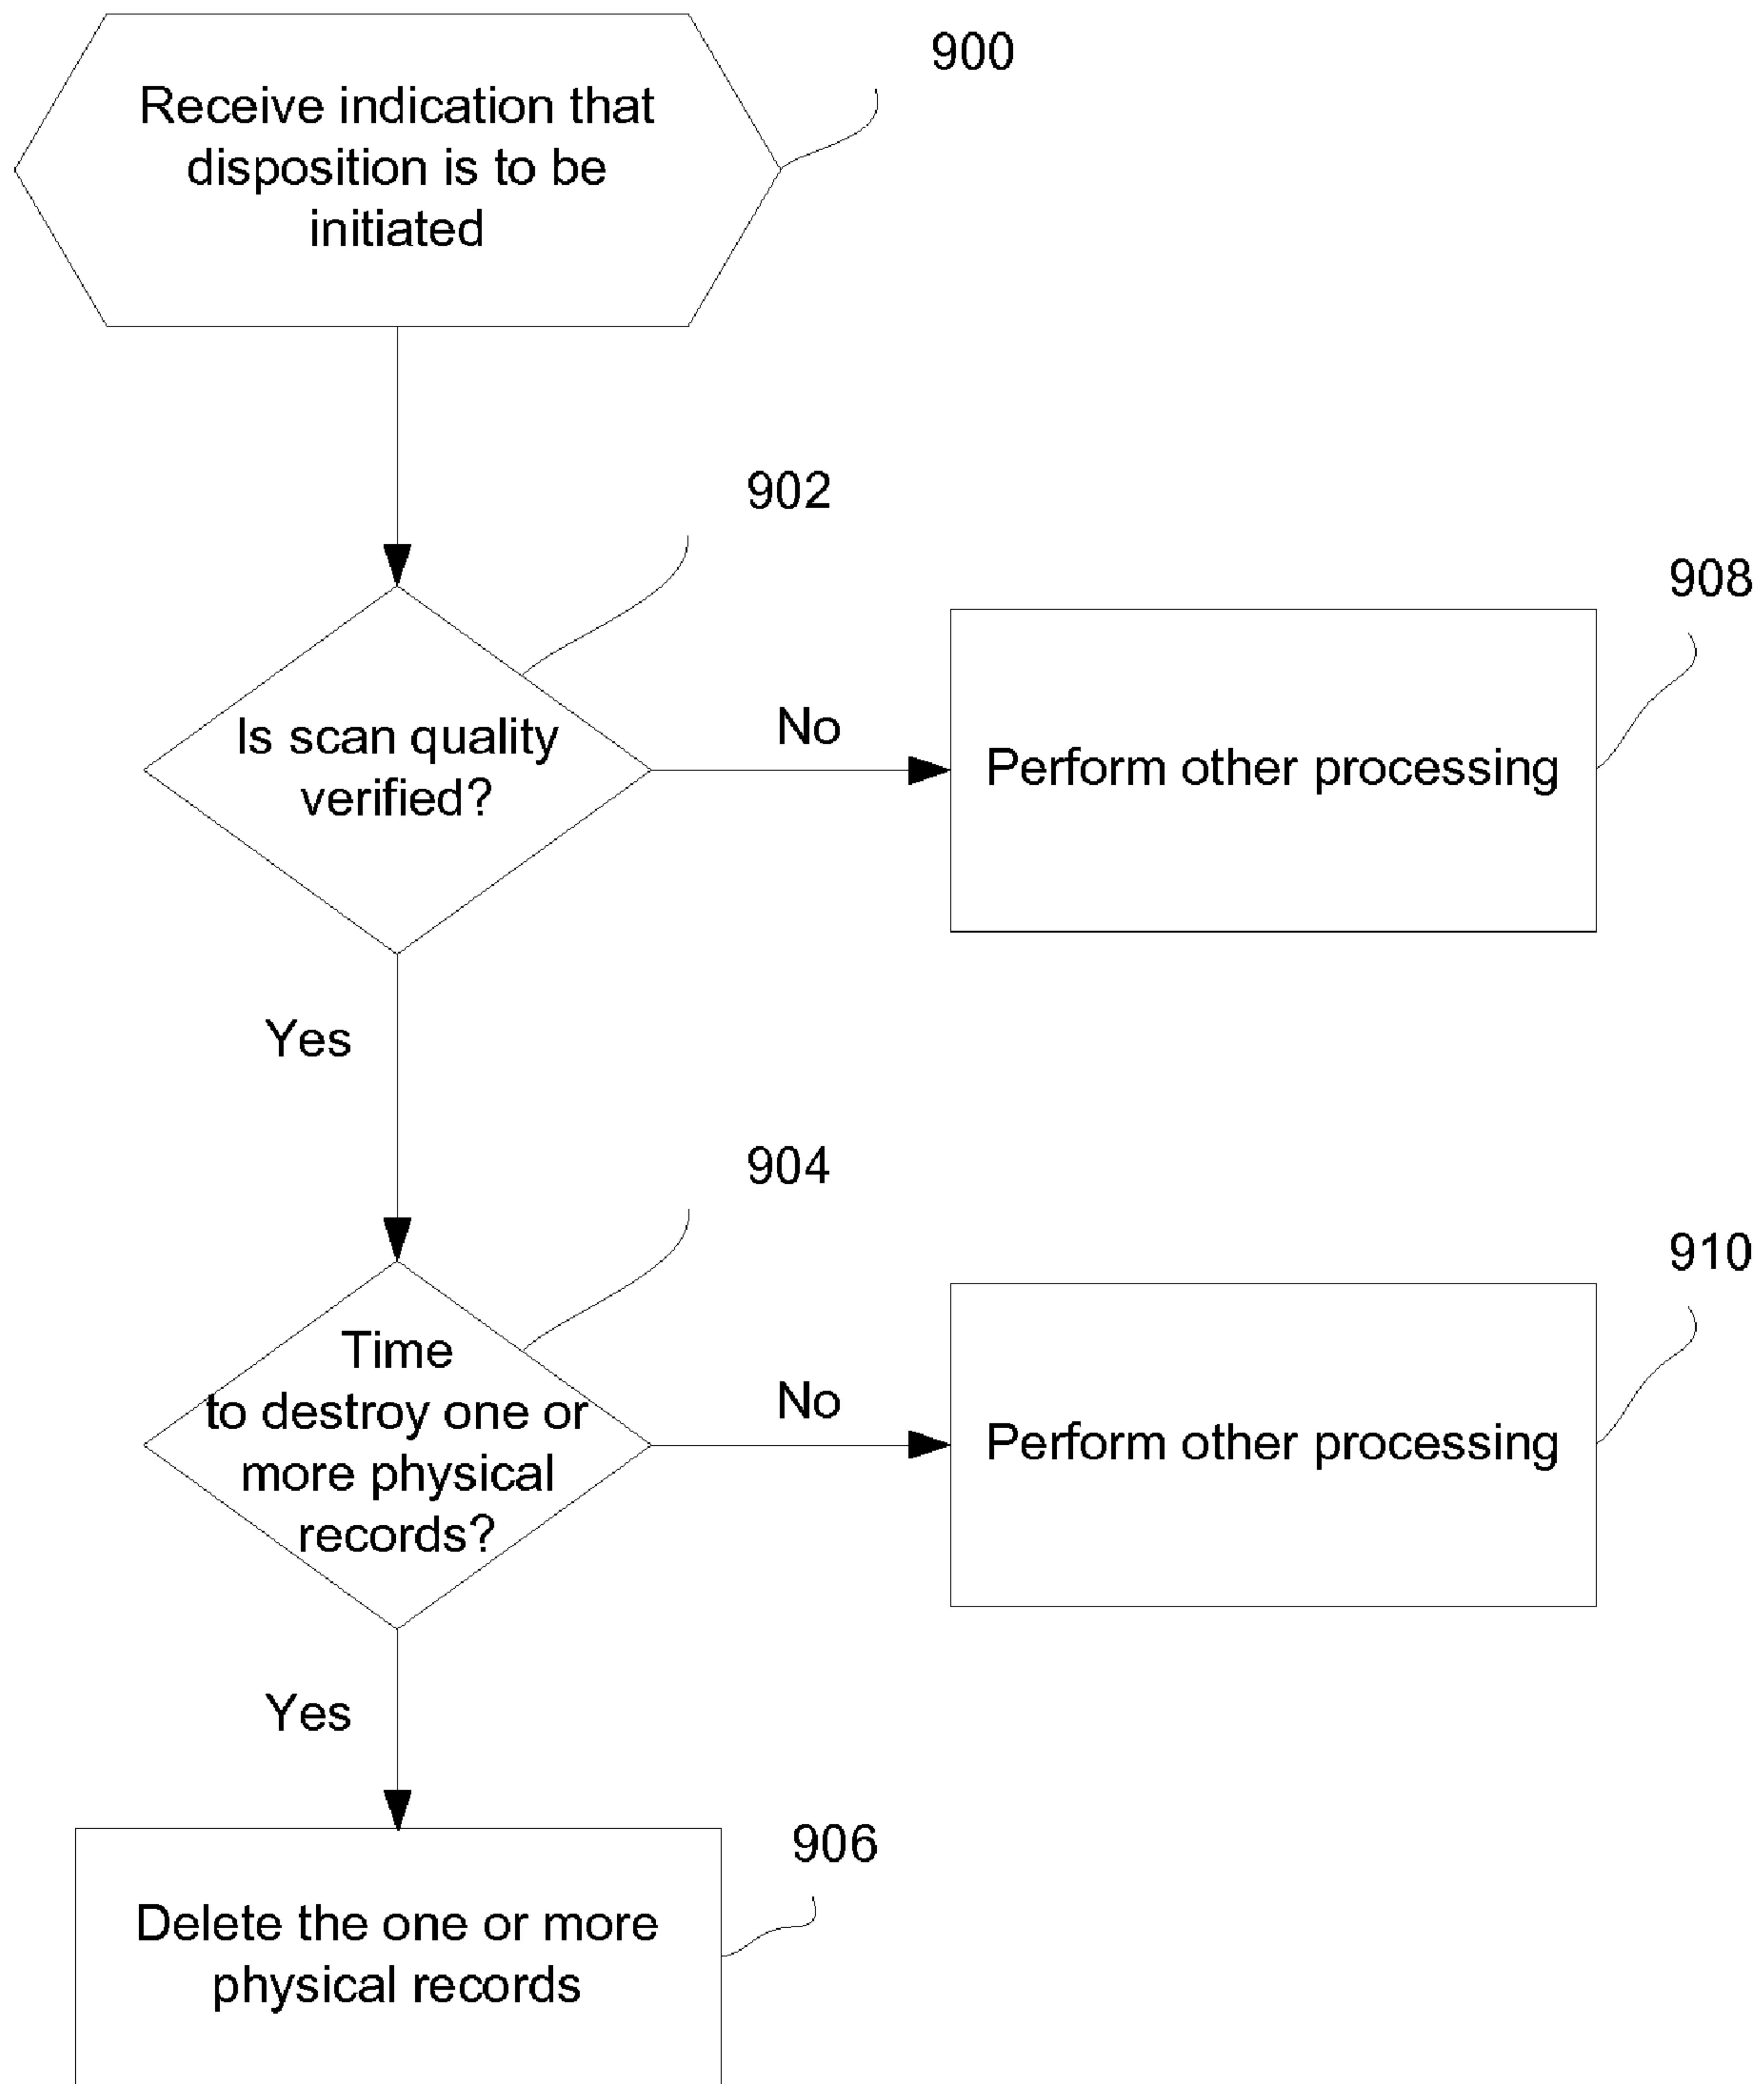 900
Receive indication that
disposition is to be
initiated
902
908
Is scan quality
verified?
No
Perform other processing
Yes
904
910
Time
to destroy one or
more physical
records?
No
Perform other processing
Yes
906
Delete the one or more
physical records